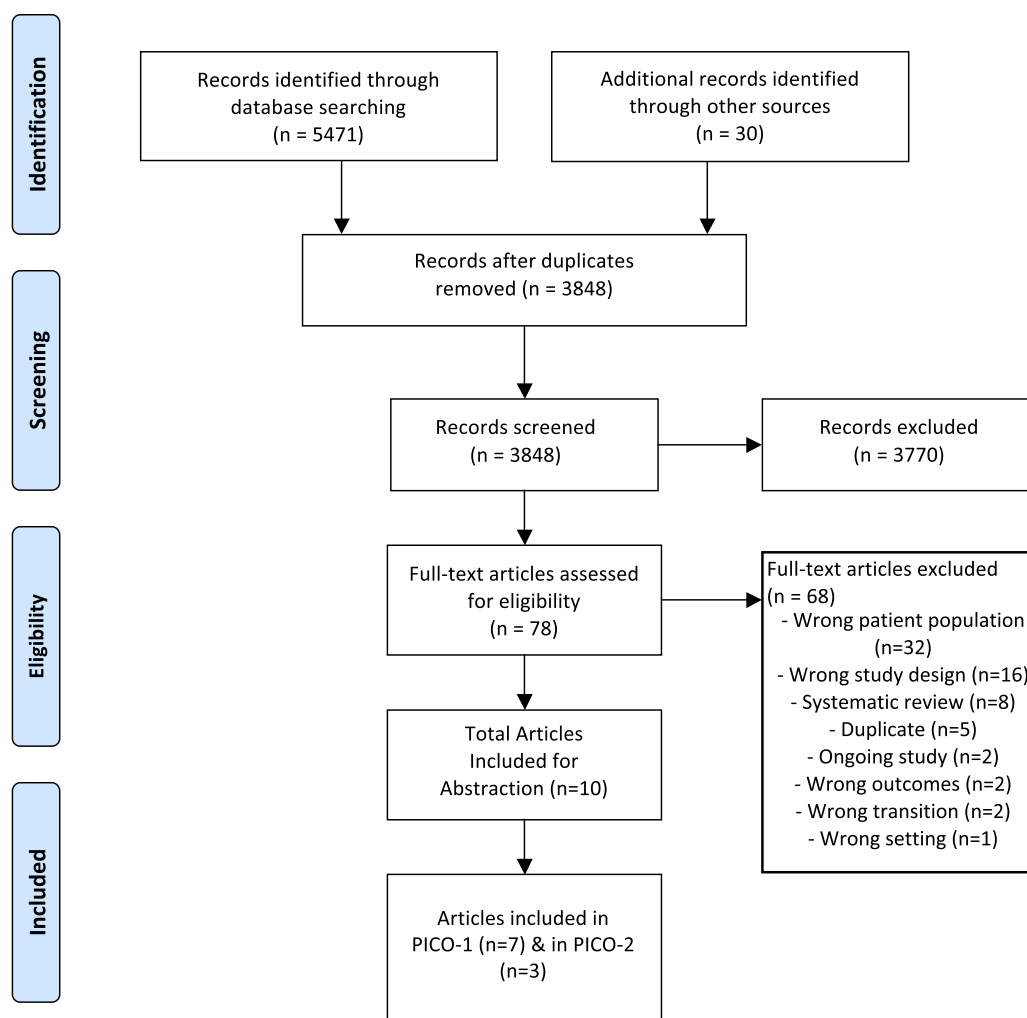 Identification
Records identified through
database searching
(n = 5471)
Additional records identified
through other sources
(n = 30)
Records after duplicates
removed (n = 3848)
Screening
Records screened
(n = 3848)
Records excluded
(n = 3770)
Eligibility
Full-text articles assessed
for eligibility
(n = 78)
Full-text articles excluded
(n = 68)
- Wrong patient population
(n=32)
- Wrong study design (n=16)
- Systematic review (n=8)
- Duplicate (n=5)
- Ongoing study (n=2)
- Wrong outcomes (n=2)
- Wrong transition (n=2)
- Wrong setting (n=1)
Total Articles
Included for
Abstraction (n=10)
Included
Articles included in
PICO-1 (n=7) & in PICO-2
(n=3)